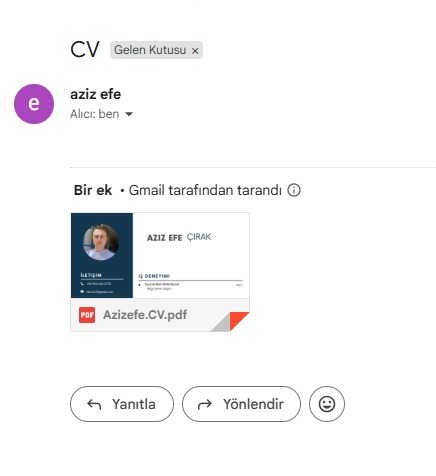 CV Gelen Kutusu ×
e
aziz efe
Alıcı: ben
Bir ek • Gmail tarafından tarandı
AZIZ EFE ÇIRAK
İLETİŞİM
İŞ DENEYİMİ
PDF Azizefe.CV.pdf
Yanıtla
Yönlendir